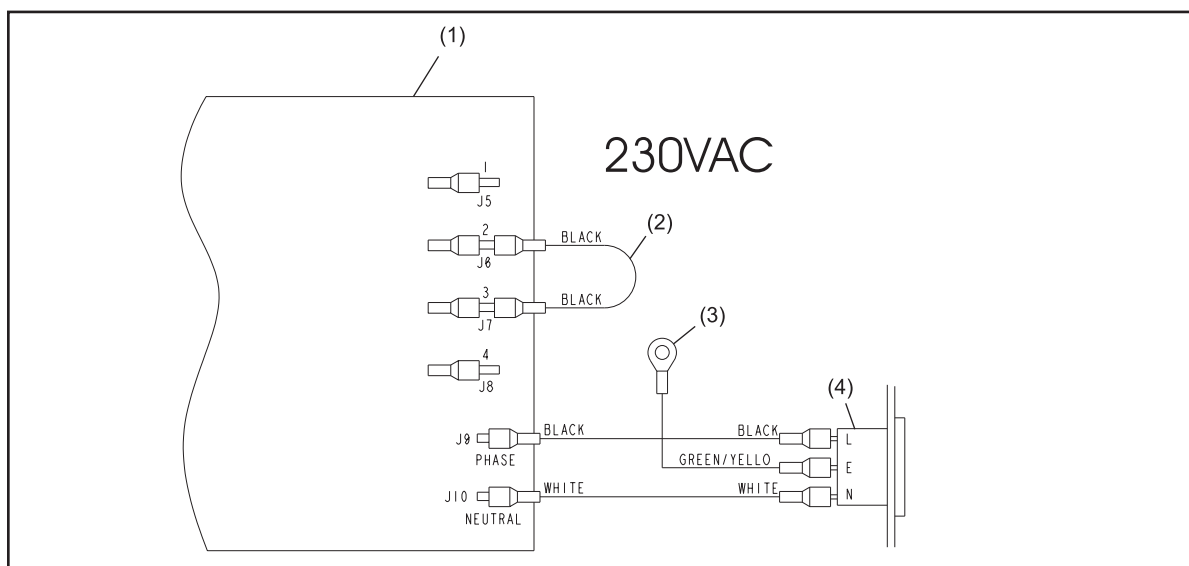 (1)
230VAC
1
J5
2
BLACK
(2)
J6
3
BLACK
J7
(3)
4
J8
(4)
J9
BLACK
BLACK
L
PHASE
GREEN/YELLO
E
J10
WHITE
WHITE
N
NEUTRAL